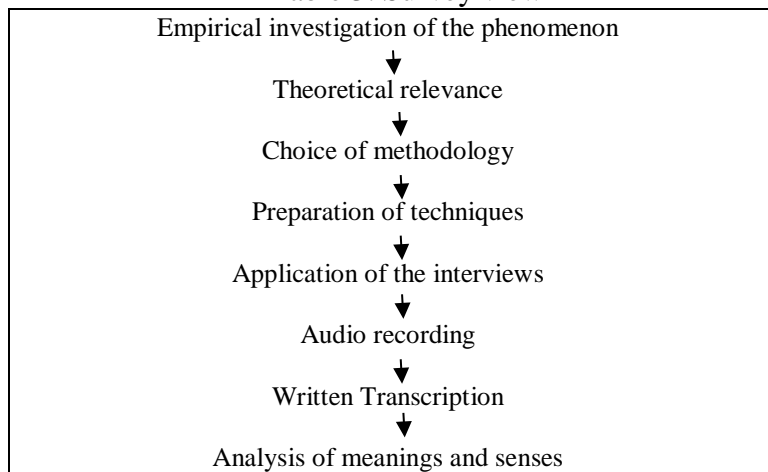 Empirical investigation of the phenomenon
Theoretical relevance
Choice of methodology
Preparation of techniques
Application of the interviews
Audio recording
Written Transcription
Analysis of meanings and senses